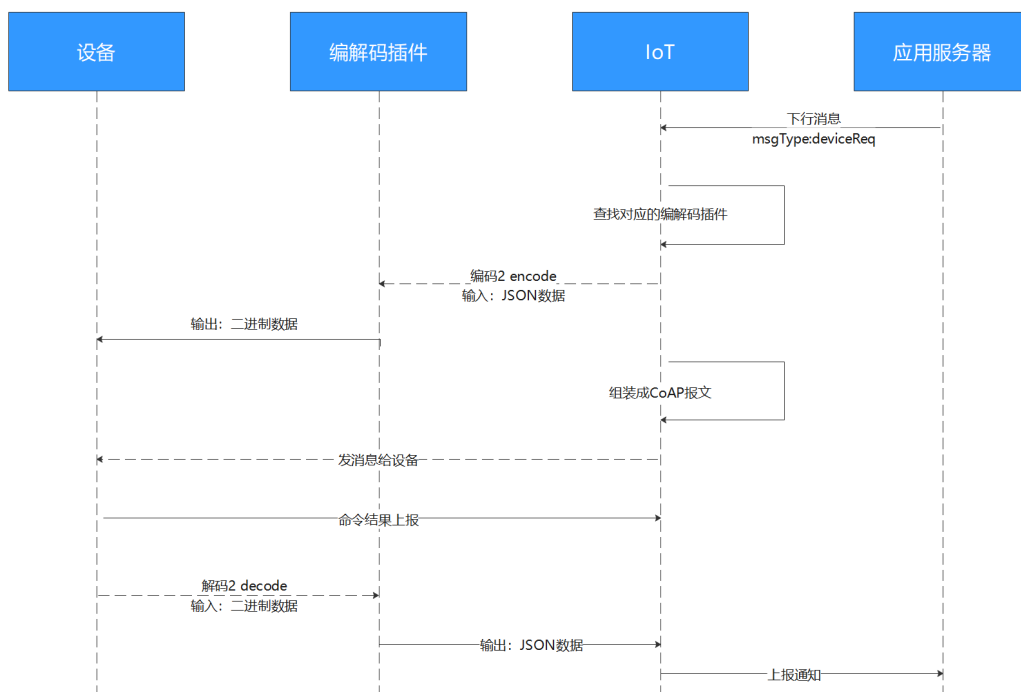 设备
编解码插件
IoT
应用服务器
下行消息
msgType:deviceReq
查找对应的编解码插件
编码2 encode
输入：JSON数据
输出：二进制数据
组装成CoAP报文
发消息给设备
命令结果上报
解码2 decode
输入：二进制数据
输出：JSON数据
上报通知